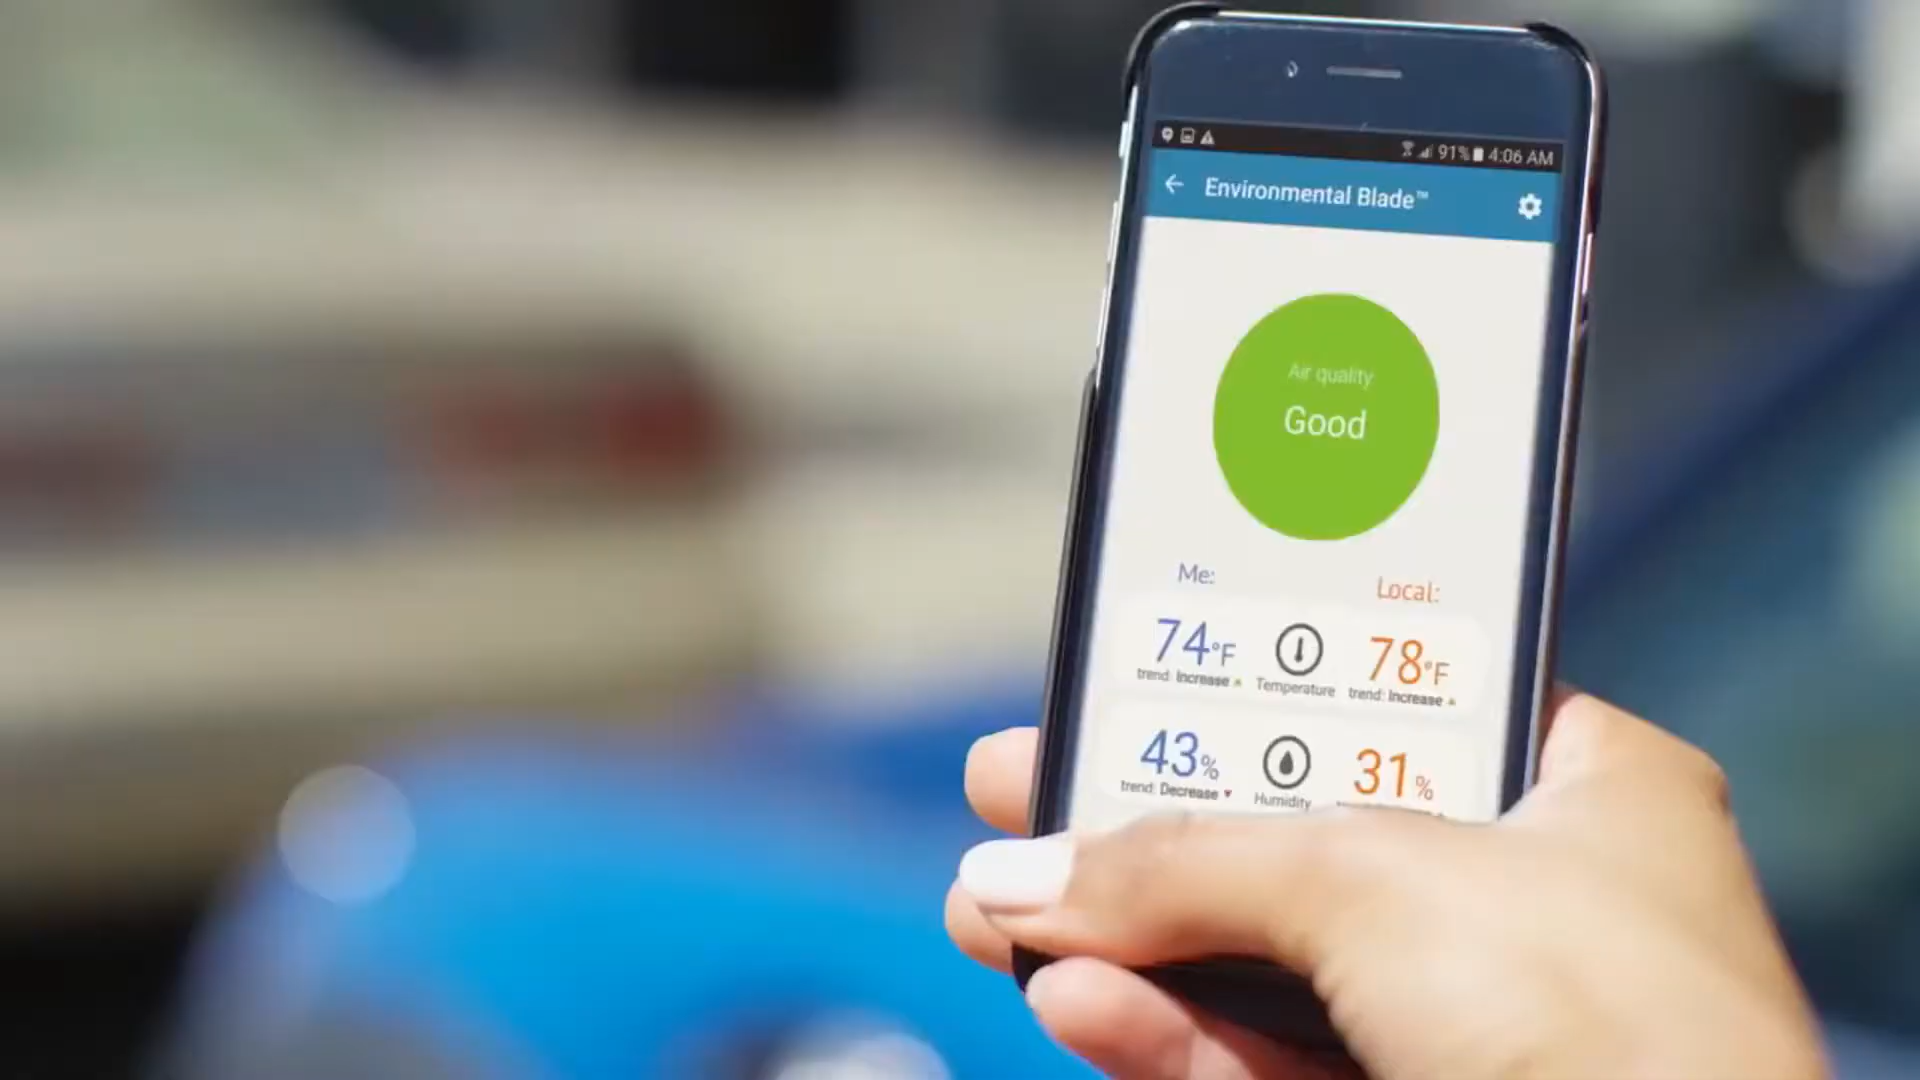 91% 4:06 AM
Environmental Blade™
Air quality
Good
Me:
Local:
74°F
trend: Increase
Temperature
78°F
trend: Increase
43%
trend: Decrease
Humidity
31%